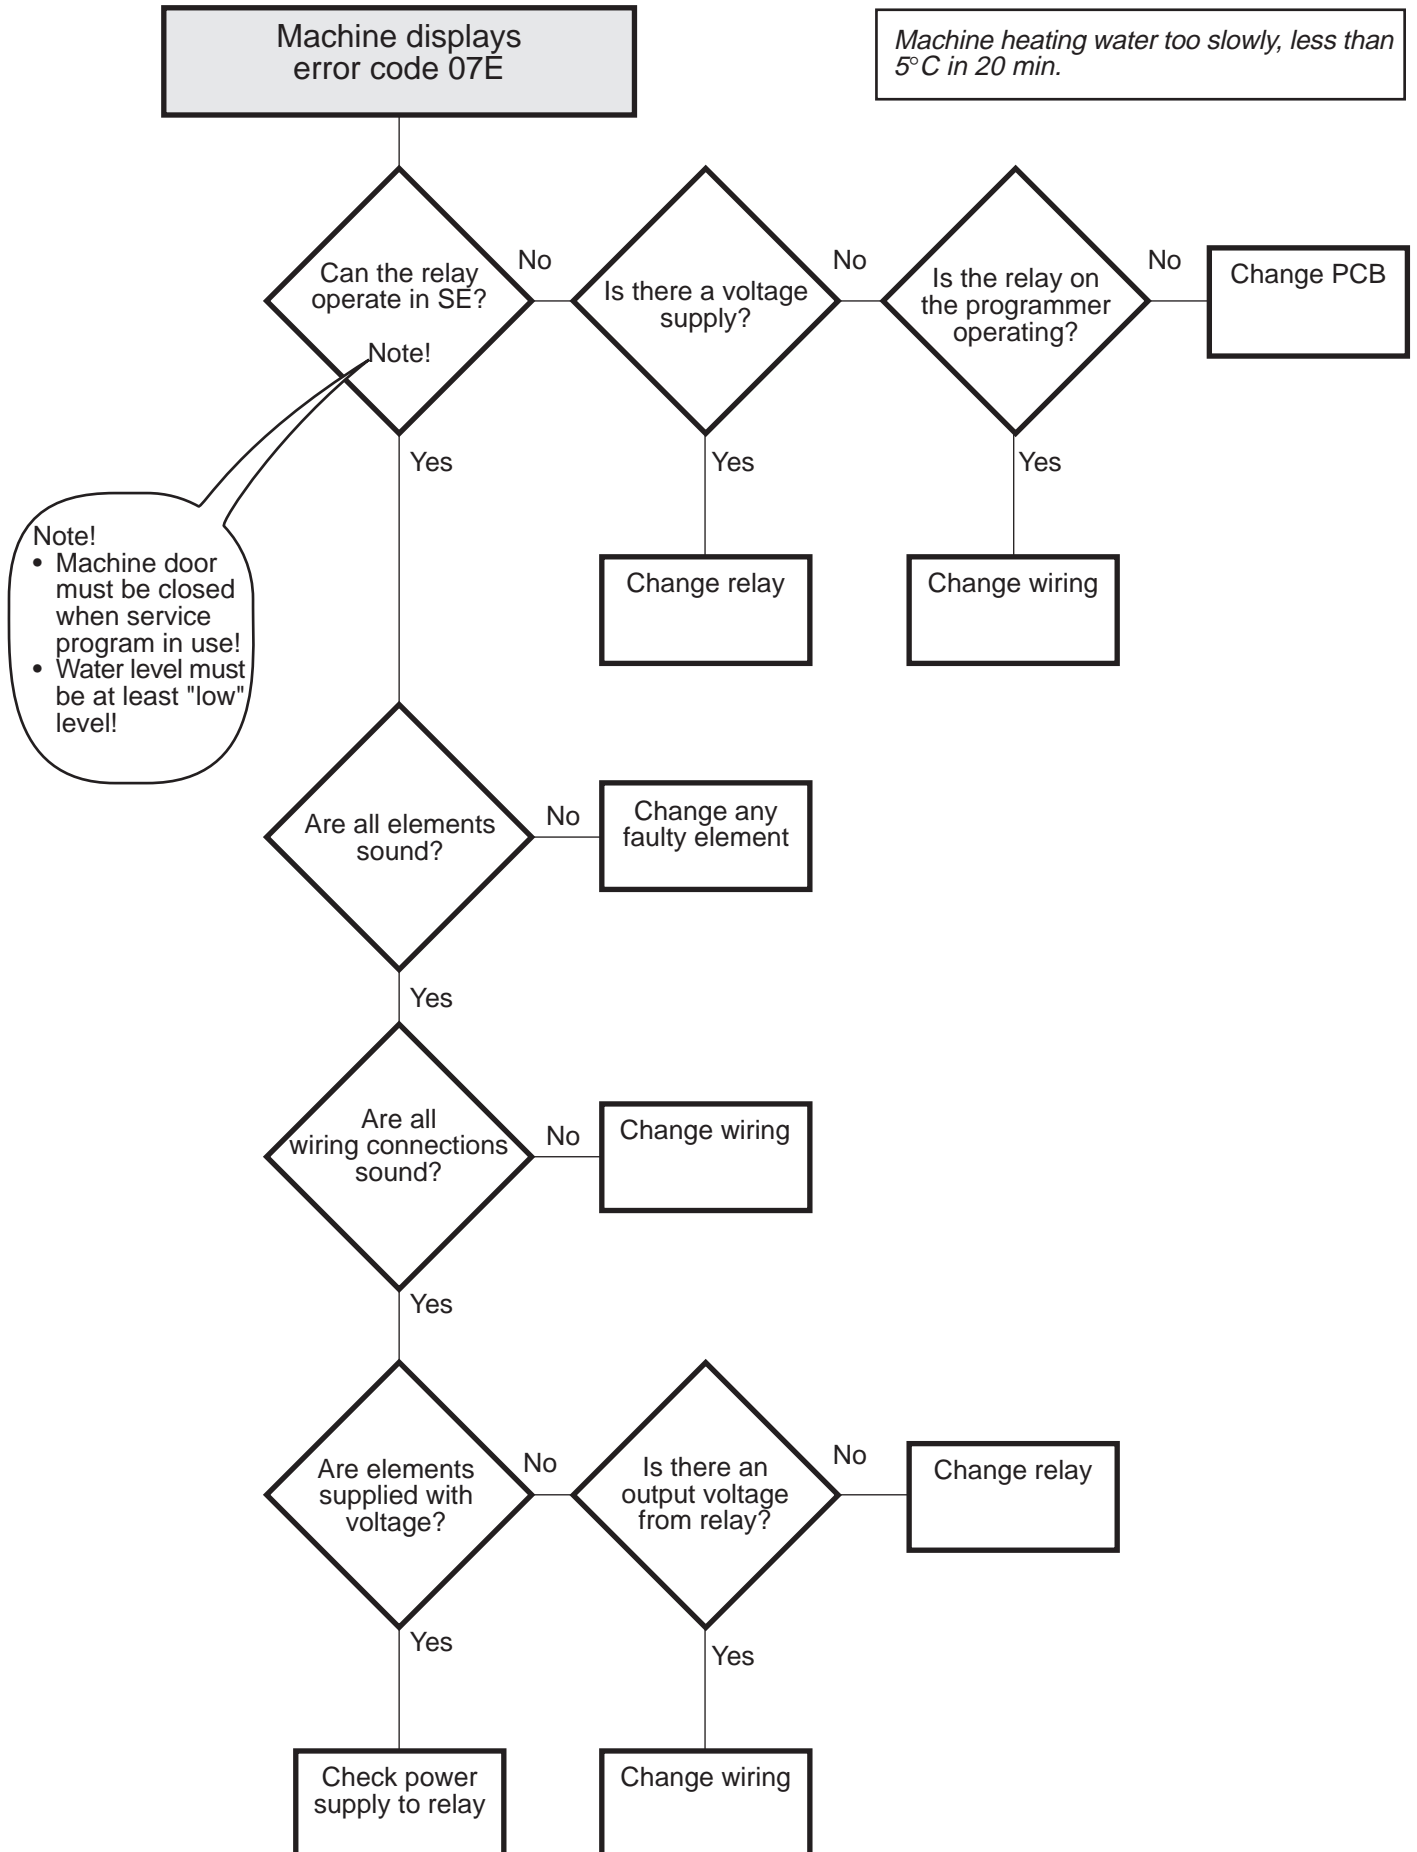 Machine displays
error code 07E
Machine heating water too slowly, less than
5°C in 20 min.
Can the relay
operate in SE?
Note!
No
Is there a voltage
supply?
No
Is the relay on
the programmer
operating?
No
Change PCB
Yes
Yes
Yes
Note!
• Machine door
must be closed
when service
program in use!
• Water level must
be at least "low"
level!
Change relay
Change wiring
Are all elements
sound?
No
Change any
faulty element
Yes
Are all
wiring connections
sound?
No
Change wiring
Yes
Are elements
supplied with
voltage?
No
Is there an
output voltage
from relay?
No
Change relay
Yes
Yes
Check power
supply to relay
Change wiring